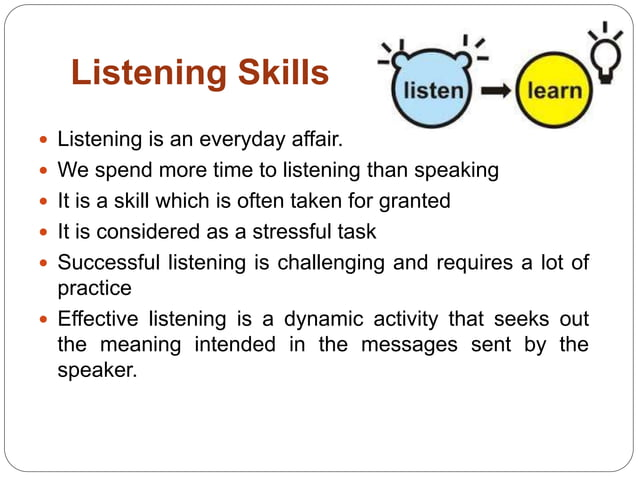 Listening Skills
listen
learn
• Listening is an everyday affair.
• We spend more time to listening than speaking
• It is a skill which is often taken for granted
• It is considered as a stressful task
• Successful listening is challenging and requires a lot of
practice
• Effective listening is a dynamic activity that seeks out
the meaning intended in the messages sent by the
speaker.